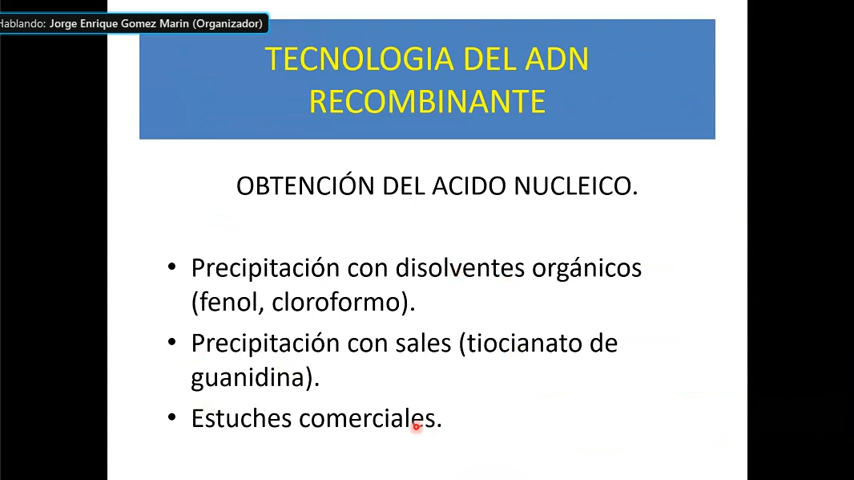 Hablando: Jorge Enrique Gomez Marin (Organizador)
TECNOLOGIA DEL ADN
RECOMBINANTE
OBTENCIÓN DEL ACIDO NUCLEICO.
• Precipitación con disolventes orgánicos
(fenol, cloroformo).
• Precipitación con sales (tiocianato de
guanidina).
• Estuches comerciales.